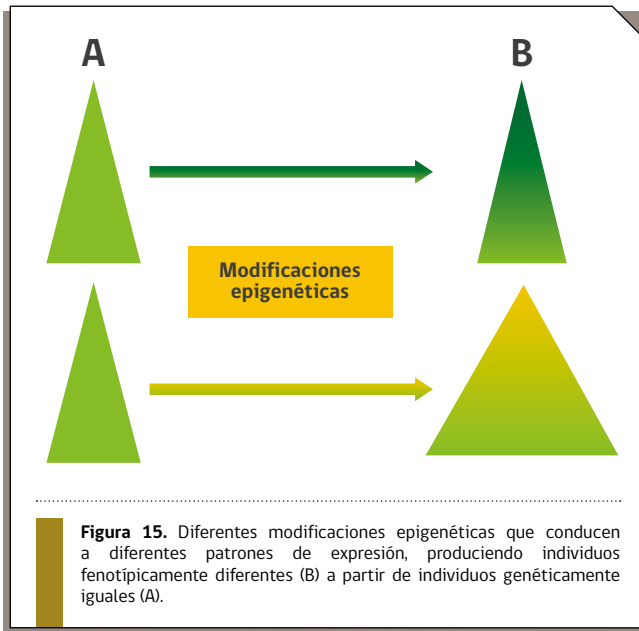 A
B
Modificaciones
epigenéticas
Figura 15. Diferentes modificaciones epigenéticas que conducen
a diferentes patrones de expresión, produciendo individuos
fenotípicamente diferentes (B) a partir de individuos genéticamente
iguales (A).